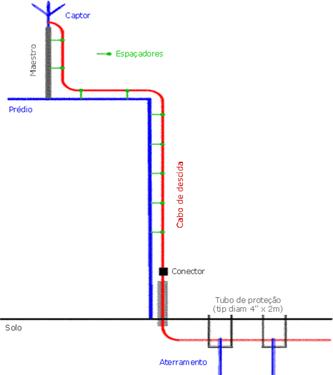 Captor
Maestro
Espaçadores
Prédio
Cabo de descida
Conector
Tubo de proteção
(tip diam 4" x 2m)
Solo
Aterramento